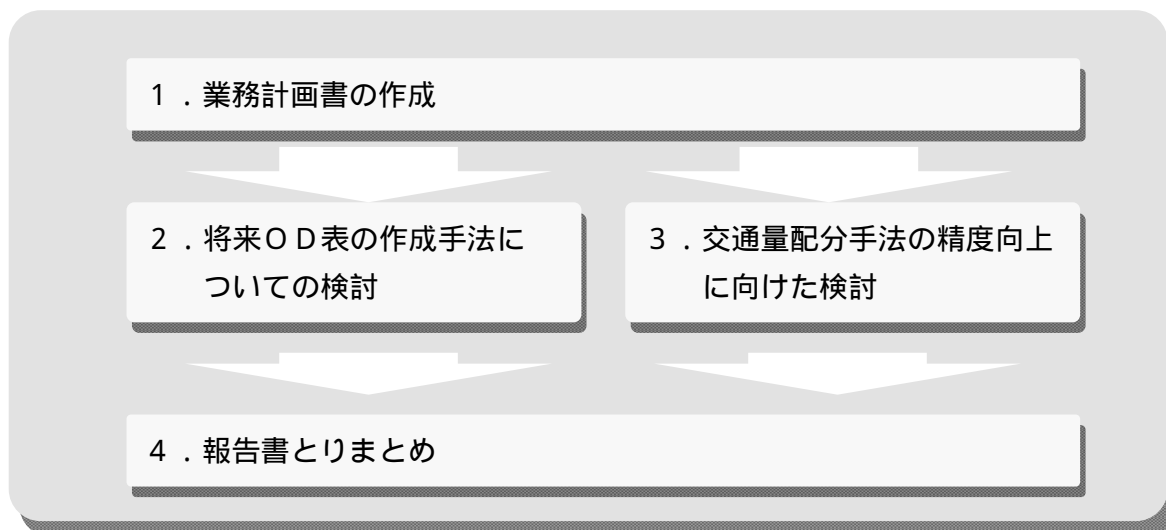 １．業務計画書の作成
２．将来ＯＤ表の作成手法に
ついての検討
３．交通量配分手法の精度向上
に向けた検討
４．報告書とりまとめ